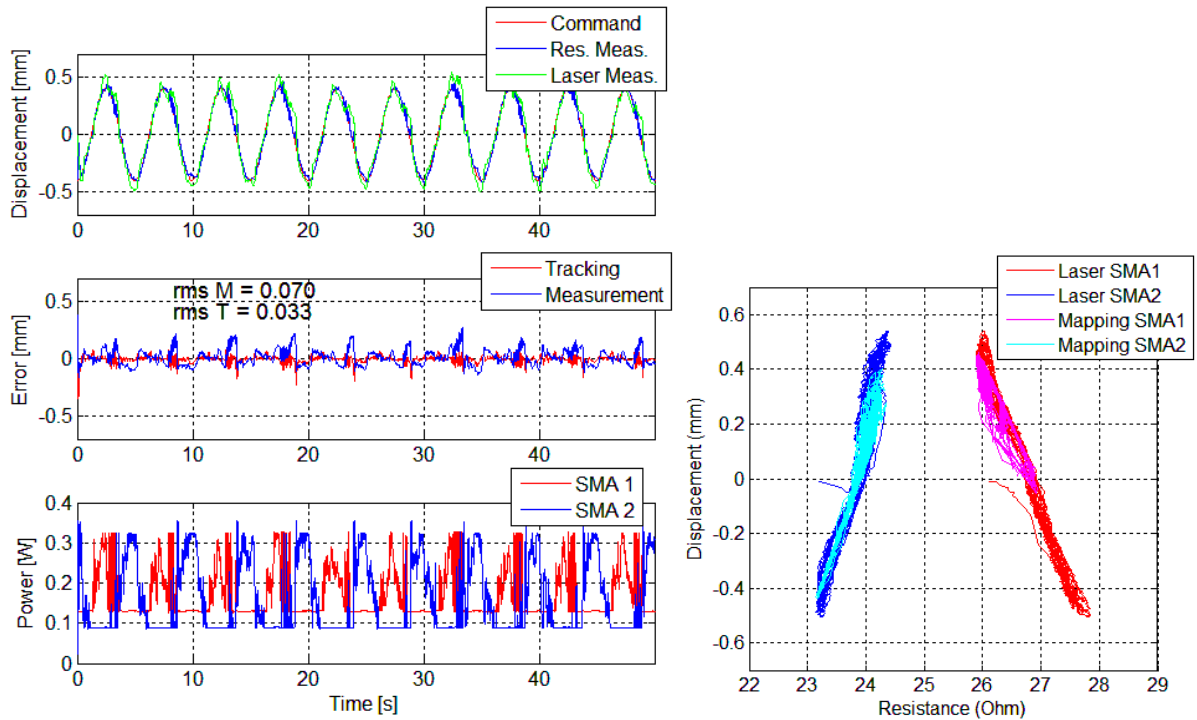 Command
Res. Meas.
Laser Meas.
Displacement [mm]
0.5
0
-0.5
0 10 20 30 40
Tracking
Measurement
rms M = 0.070
rms T = 0.033
Error [mm]
0.5
0
-0.5
0 10 20 30 40
SMA 1
SMA 2
Power [W]
0.4
0.3
0.2
0.1
0
0 10 20 30 40
Time [s]
Laser SMA1
Laser SMA2
Mapping SMA1
Mapping SMA2
Displacement (mm)
0.6
0.4
0.2
0
-0.2
-0.4
-0.6
22 23 24 25 26 27 28 29
Resistance (Ohm)